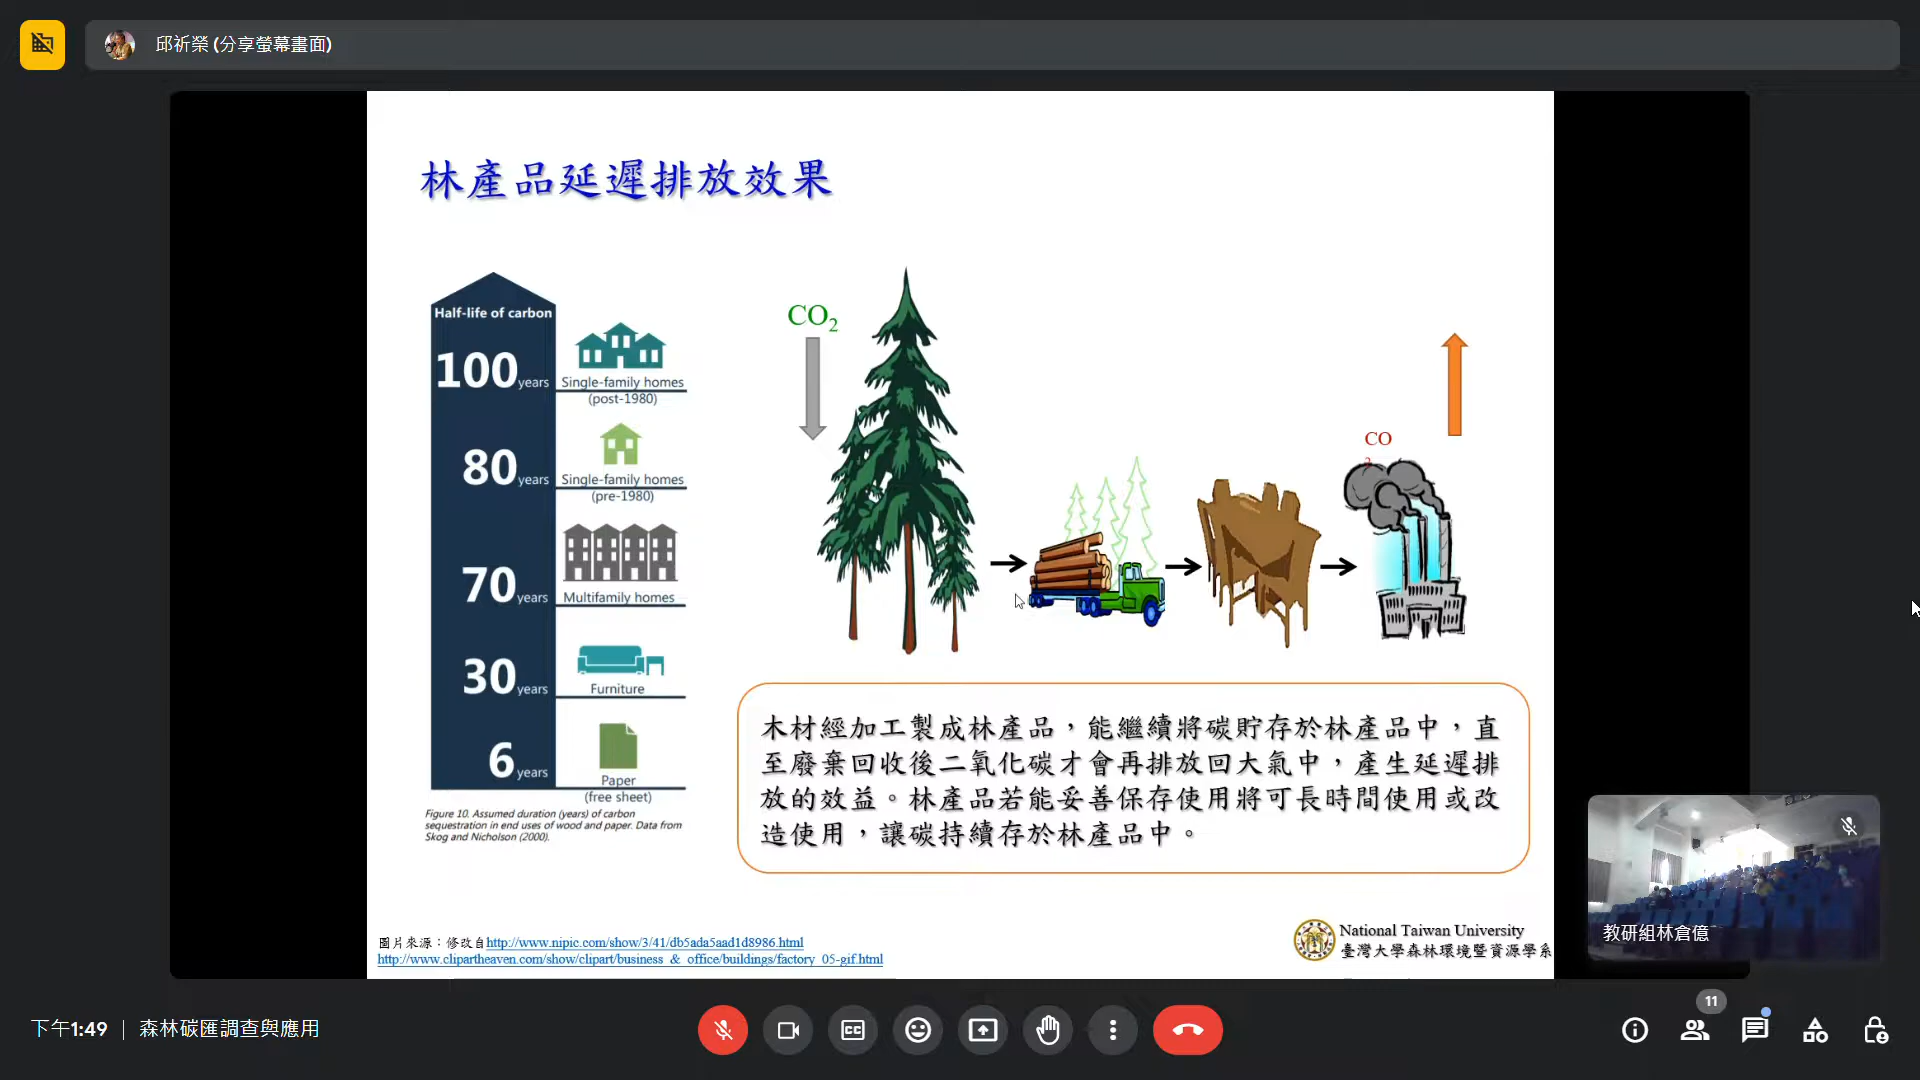 邱祈榮 (分享螢幕畫面)
林產品延遲排放效果
Half-life of carbon
100 years
Single-family homes
(post-1980)
80 years
Single-family homes
(pre-1980)
70 years
Multifamily homes
30 years
Furniture
6 years
Paper
(free sheet)
Figure 10. Assumed duration (years) of carbon
sequestration in end uses of wood and paper. Data from
Skog and Nicholson (2000).
CO2
CO
2
木材經加工製成林產品，能繼續將碳貯存於林產品中，直
至廢棄回收後二氧化碳才會再排放回大氣中，產生延遲排
放的效益。林產品若能妥善保存使用將可長時間使用或改
造使用，讓碳持續存於林產品中。
圖片來源：修改自http://www.nipic.com/show/3/41/db5ada5aad1d8986.html
http://www.clipartheaven.com/show/clipart/business_&_office/buildings/factory_05-gif.html
National Taiwan University
臺灣大學森林環境暨資源學系
教研組林倉億
下午1:49 | 森林碳匯調查與應用
CC
11